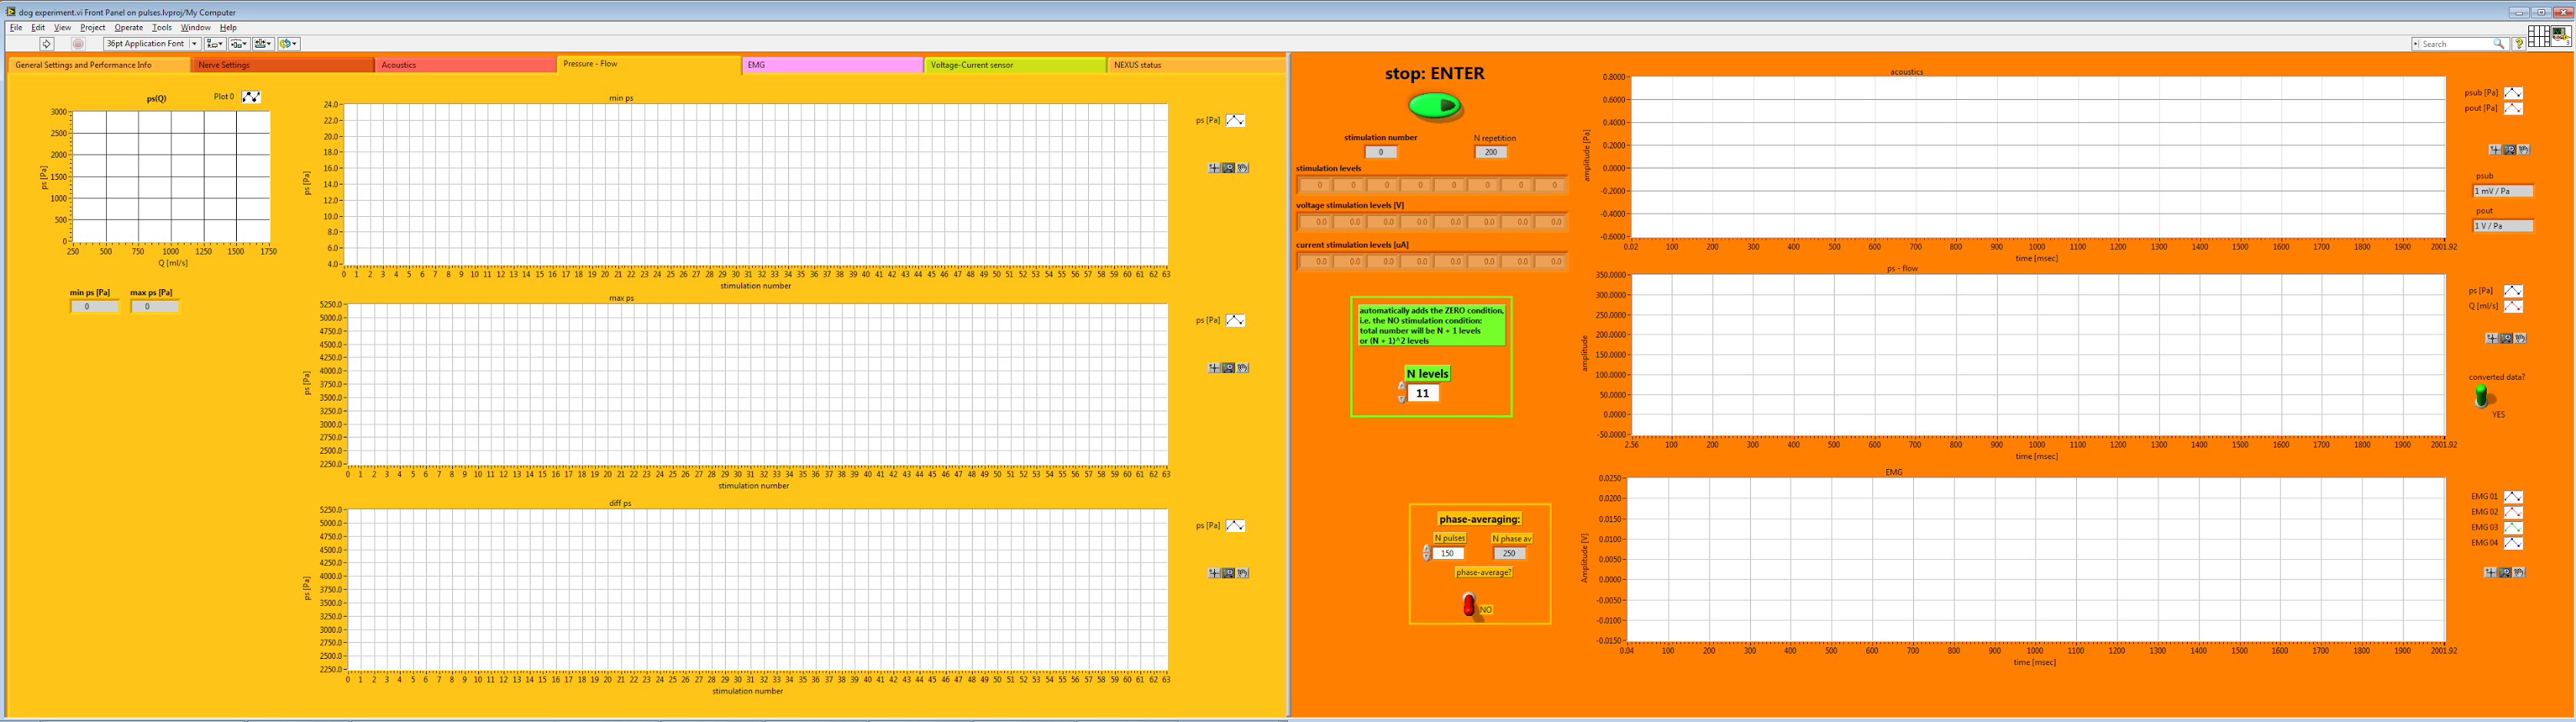 dog experiment.vi Front Panel on pulses.lvproj/My Computer
File Edit View Project Operate Tools Window Help
36pt Application Font
Search
General Settings and Performance Info
Nerve Settings
Acoustics
Pressure - Flow
EMG
Voltage-Current sensor
NEXUS status
ps(Q)
Plot 0
ps [Pa]
3000
2500
2000
1500
1000
500
0
250 500 750 1000 1250 1500 1750
Q [ml/s]
min ps [Pa] max ps [Pa]
0 0
min ps
ps [Pa]
24.0
22.0
20.0
18.0
16.0
14.0
12.0
10.0
8.0
6.0
4.0
0 1 2 3 4 5 6 7 8 9 10 11 12 13 14 15 16 17 18 19 20 21 22 23 24 25 26 27 28 29 30 31 32 33 34 35 36 37 38 39 40 41 42 43 44 45 46 47 48 49 50 51 52 53 54 55 56 57 58 59 60 61 62 63
stimulation number
ps [Pa]
max ps
ps [Pa]
5250.0
5000.0
4750.0
4500.0
4250.0
4000.0
3750.0
3500.0
3250.0
3000.0
2750.0
2500.0
2250.0
0 1 2 3 4 5 6 7 8 9 10 11 12 13 14 15 16 17 18 19 20 21 22 23 24 25 26 27 28 29 30 31 32 33 34 35 36 37 38 39 40 41 42 43 44 45 46 47 48 49 50 51 52 53 54 55 56 57 58 59 60 61 62 63
stimulation number
ps [Pa]
diff ps
ps [Pa]
5250.0
5000.0
4750.0
4500.0
4250.0
4000.0
3750.0
3500.0
3250.0
3000.0
2750.0
2500.0
2250.0
0 1 2 3 4 5 6 7 8 9 10 11 12 13 14 15 16 17 18 19 20 21 22 23 24 25 26 27 28 29 30 31 32 33 34 35 36 37 38 39 40 41 42 43 44 45 46 47 48 49 50 51 52 53 54 55 56 57 58 59 60 61 62 63
stimulation number
ps [Pa]
stop: ENTER
stimulation number N repetition
0 200
stimulation levels
0 0 0 0 0 0 0 0
voltage stimulation levels [V]
0.0 0.0 0.0 0.0 0.0 0.0 0.0 0.0
current stimulation levels [uA]
0.0 0.0 0.0 0.0 0.0 0.0 0.0 0.0
automatically adds the ZERO condition,
i.e. the NO stimulation condition:
total number will be N + 1 levels
or (N + 1)^2 levels
N levels
11
phase-averaging:
N pulses N phase av
150 250
phase-average?
NO
acoustics
amplitude [Pa]
0.8000
0.6000
0.4000
0.2000
0.0000
-0.2000
-0.4000
-0.6000
0.02 100 200 300 400 500 600 700 800 900 1000 1100 1200 1300 1400 1500 1600 1700 1800 1900 2001.92
time [msec]
psub [Pa]
pout [Pa]
psub
1 mV / Pa
pout
1 V / Pa
ps - flow
amplitude
350.0000
300.0000
250.0000
200.0000
150.0000
100.0000
50.0000
0.0000
-50.0000
2.56 100 200 300 400 500 600 700 800 900 1000 1100 1200 1300 1400 1500 1600 1700 1800 1900 2001.92
time [msec]
ps [Pa]
Q [ml/s]
converted data?
YES
EMG
Amplitude [V]
0.0250
0.0200
0.0150
0.0100
0.0050
0.0000
-0.0050
-0.0100
-0.0150
0.04 100 200 300 400 500 600 700 800 900 1000 1100 1200 1300 1400 1500 1600 1700 1800 1900 2001.92
time [msec]
EMG 01
EMG 02
EMG 03
EMG 04